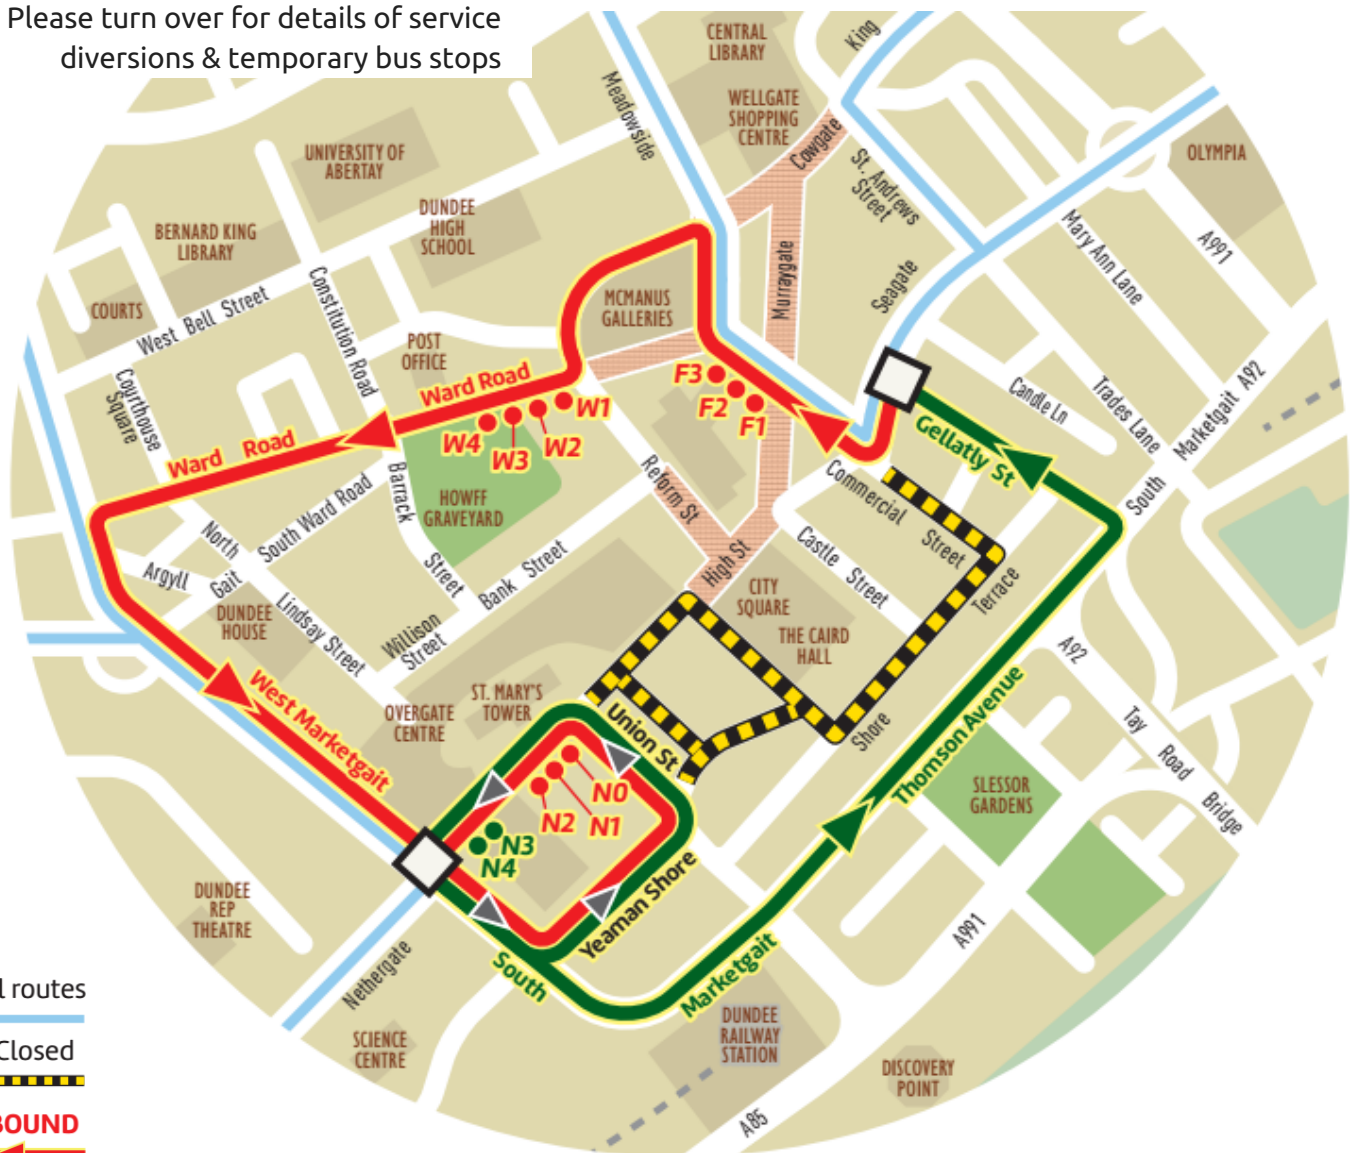 Please turn over for details of service
diversions & temporary bus stops
CENTRAL
LIBRARY
King
Meadowside
WELLGATE
SHOPPING
CENTRE
Cowgate
UNIVERSITY OF
ABERTAY
St. Andrews
Street
OLYMPIA
DUNDEE
HIGH
SCHOOL
BERNARD KING
LIBRARY
Mary Ann Lane
A991
Murraygate
Seagate
COURTS
West Bell Street
Constitution Road
MCMANUS
GALLERIES
POST
OFFICE
Ward Road
F3
F2
F1
Courthouse
Square
W1
W2
W3
W4
Candle Ln
Trades Lane
Marketgait A92
South
Gellatly St
Ward Road
Barrack
Street
HOWFF
GRAVEYARD
Reform St
Commercial
Street
South Ward Road
North
Gait
Argyll
Lindsay Street
DUNDEE
HOUSE
Bank Street
High St
Castle Street
CITY
SQUARE
THE CAIRD
HALL
Terrace
Shore
Willison
Street
A92
Tay Road Bridge
West Marketgait
OVERGATE
CENTRE
ST. MARY'S
TOWER
Union St
Thomson Avenue
SLESSOR
GARDENS
N0
N1
N2
N3
N4
Yeaman Shore
DUNDEE
REP
THEATRE
Nethergate
South
Marketgait
A991
l routes
SCIENCE
CENTRE
DUNDEE
RAILWAY
STATION
DISCOVERY
POINT
Closed
BOUND
A85